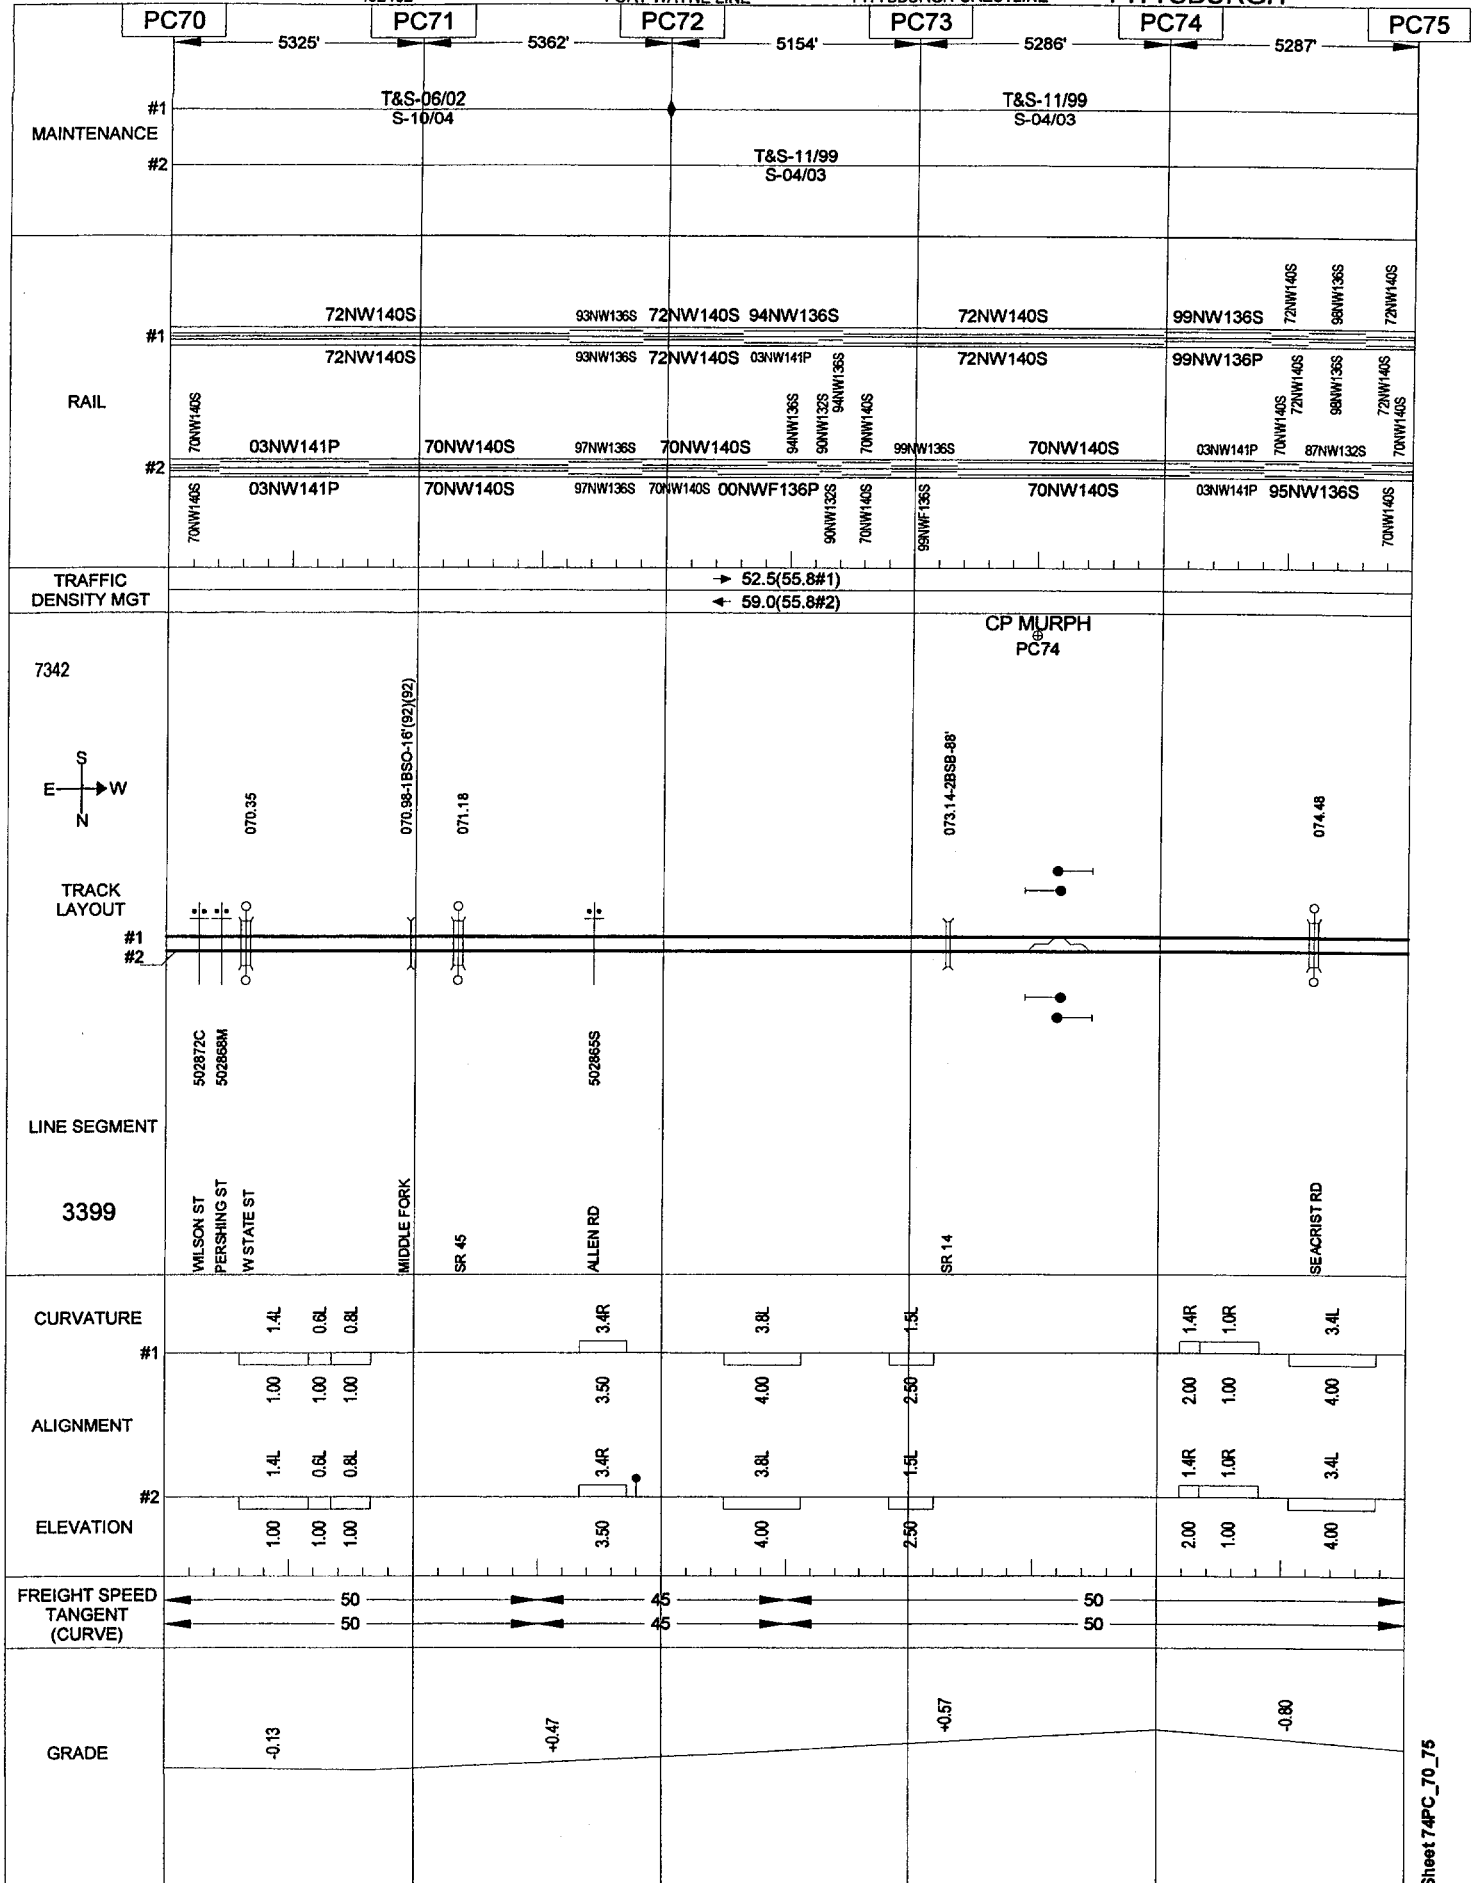 FORT WAYNE LINE
PITTSBURGH
PC70 PC71 PC72 PC73 PC74 PC75
5325' 5362' 5154' 5286' 5287'
MAINTENANCE
#1
T&S-06/02
S-10/04
T&S-11/99
S-04/03
#2
T&S-11/99
S-04/03
RAIL
72NW140S 98NW136S 72NW140S
72NW140S 93NW136S 72NW140S 94NW136S 72NW140S 99NW136S
#1
72NW140S 93NW136S 72NW140S 03NW141P 94NW136S 72NW140S 99NW136P 72NW140S 98NW136S 72NW140S
70NW140S 03NW141P 70NW140S 97NW136S 70NW140S 94NW136S 90NW132S 70NW140S 99NW136S 70NW140S 03NW141P 70NW140S 87NW132S 70NW140S
#2
70NW140S 03NW141P 70NW140S 97NW136S 70NW140S 00NWF136P 90NW132S 70NW140S 99NWF136S 70NW140S 03NW141P 95NW136S 70NW140S
TRAFFIC
DENSITY MGT
→ 52.5(55.8#1)
← 59.0(55.8#2)
CP MURPH
PC74
7342
S
E W
N
070.35
070.98-1BSO-16'(92)(92)
071.18
073.14-2BSB-88'
074.48
TRACK
LAYOUT
#1
#2
502872C
502868M
502865S
LINE SEGMENT
3399
WILSON ST
PERSHING ST
W STATE ST
MIDDLE FORK
SR 45
ALLEN RD
SR 14
SEACRIST RD
CURVATURE
1.4L 0.6L 0.8L 3.4R 3.8L 1.5L 1.4R 1.0R 3.4L
#1
1.00 1.00 1.00 3.50 4.00 2.50 2.00 1.00 4.00
ALIGNMENT
1.4L 0.6L 0.8L 3.4R 3.8L 1.5L 1.4R 1.0R 3.4L
#2
ELEVATION
1.00 1.00 1.00 3.50 4.00 2.50 2.00 1.00 4.00
FREIGHT SPEED
TANGENT
(CURVE)
50 45 50
50 45 50
GRADE
-0.13 +0.47 +0.57 -0.80
Sheet 74PC_70_75